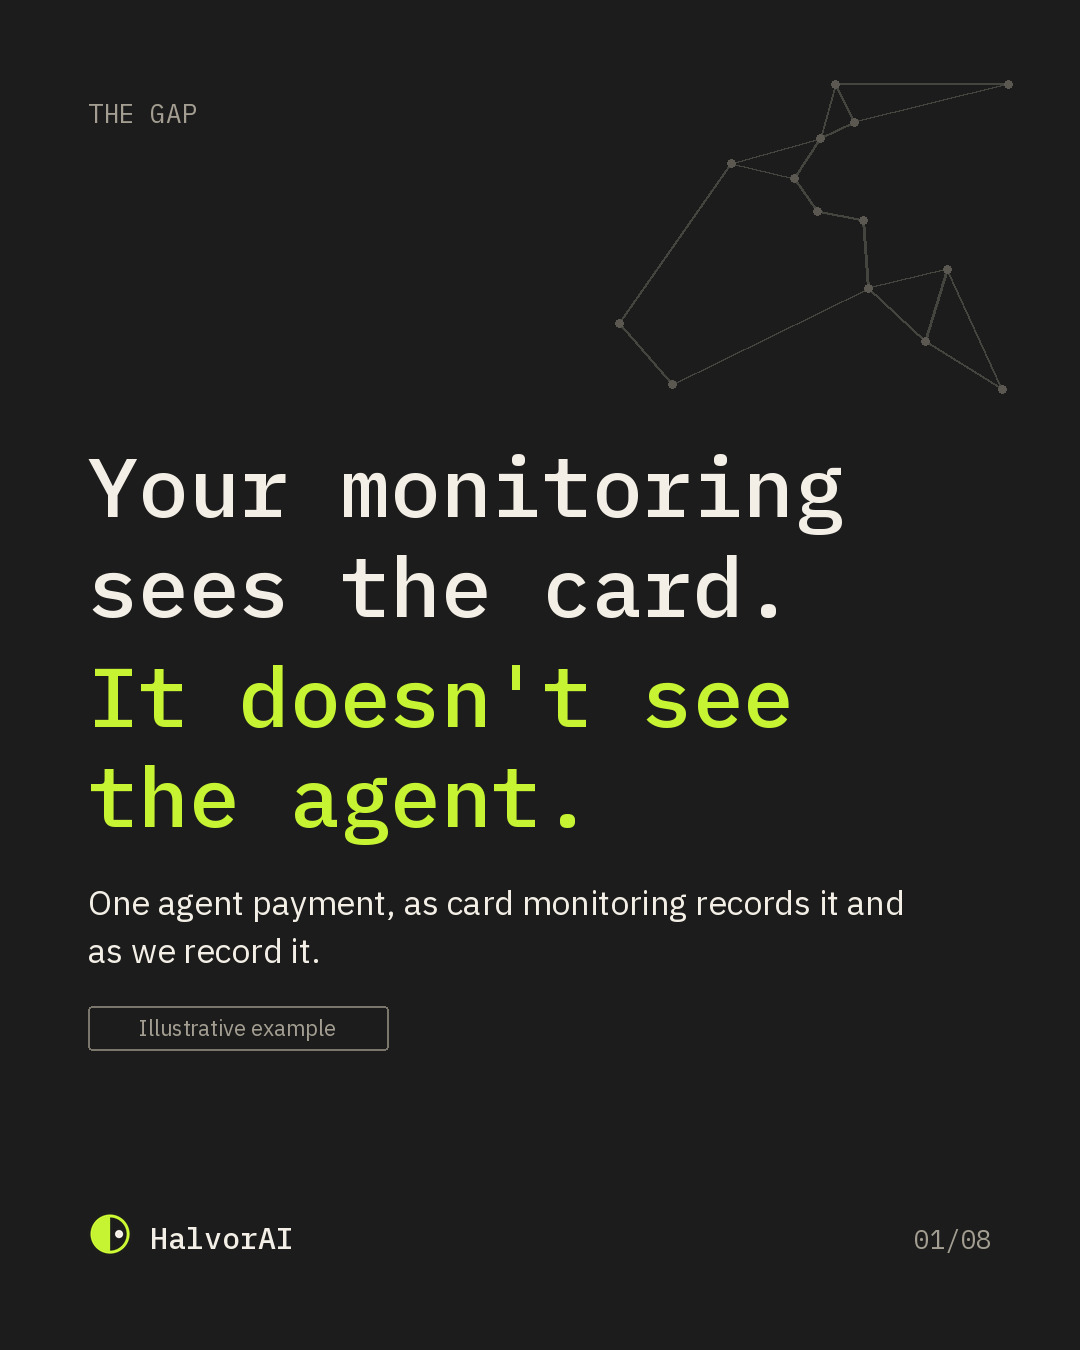 THE GAP
Your monitoring
sees the card.
It doesn't see
the agent.
One agent payment, as card monitoring records it and
as we record it.
Illustrative example
HalvorAI
01/08